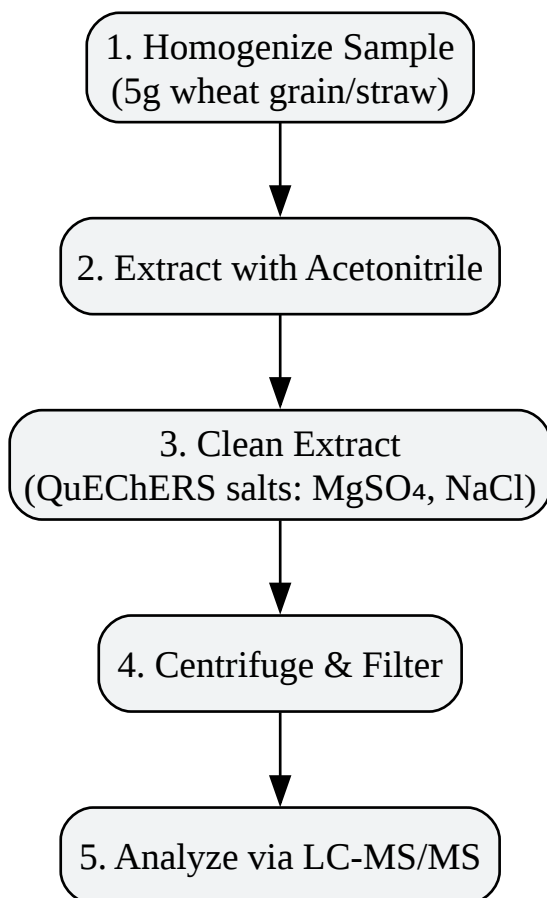 1. Homogenize Sample
(5g wheat grain/straw)
2. Extract with Acetonitrile
3. Clean Extract
(QuEChERS salts: MgSO₄, NaCl)
4. Centrifuge & Filter
5. Analyze via LC-MS/MS